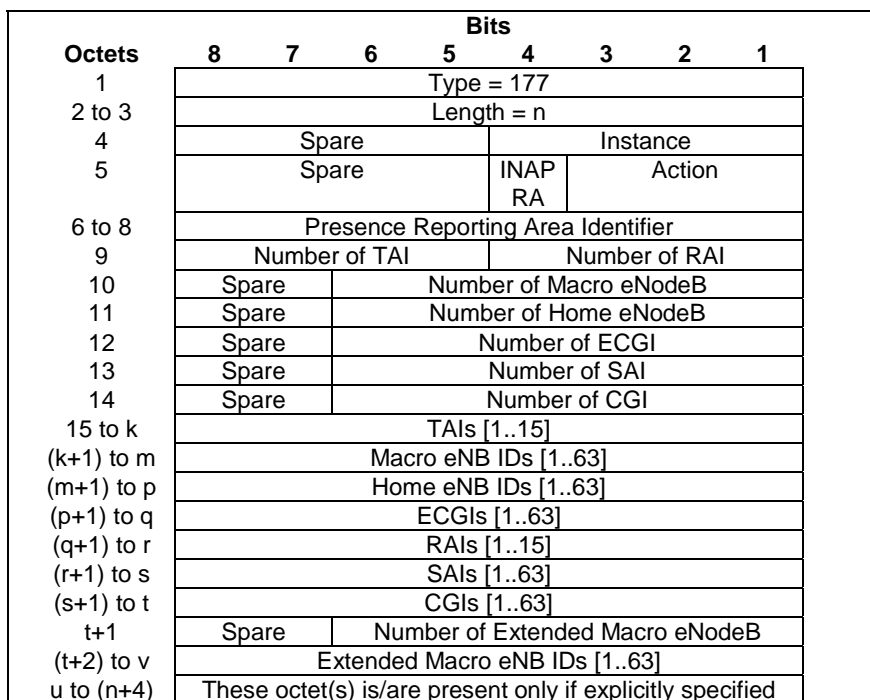 Bits
Octets 8 7 6 5 4 3 2 1
1 Type = 177
2 to 3 Length = n
4 Spare Instance
5 Spare INAP Action
RA
6 to 8 Presence Reporting Area Identifier
9 Number of TAI Number of RAI
10 Spare Number of Macro eNodeB
11 Spare Number of Home eNodeB
12 Spare Number of ECGI
13 Spare Number of SAI
14 Spare Number of CGI
15 to k TAIs [1..15]
(k+1) to m Macro eNB IDs [1..63]
(m+1) to p Home eNB IDs [1..63]
(p+1) to q ECGIs [1..63]
(q+1) to r RAIs [1..15]
(r+1) to s SAIs [1..63]
(s+1) to t CGIs [1..63]
t+1 Spare Number of Extended Macro eNodeB
(t+2) to v Extended Macro eNB IDs [1..63]
u to (n+4) These octet(s) is/are present only if explicitly specified